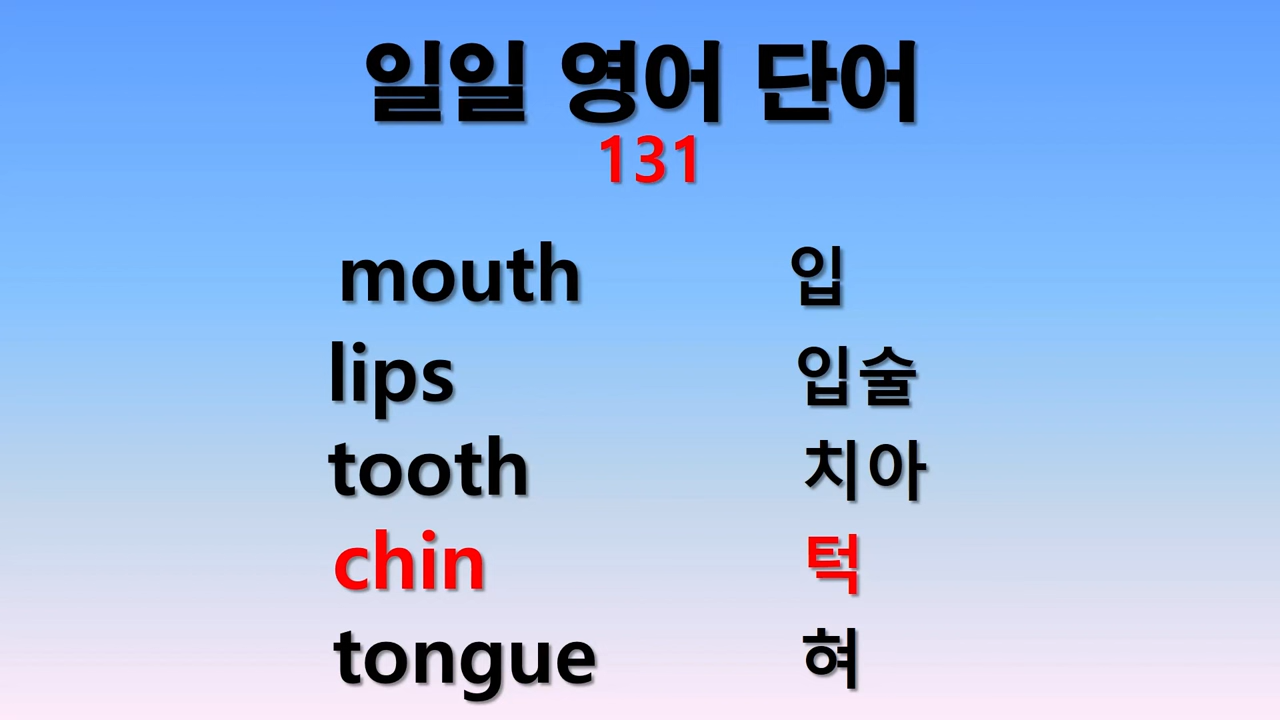 일일 영어 단어
131
mouth 입
lips 입술
tooth 치아
chin 턱
tongue 혀